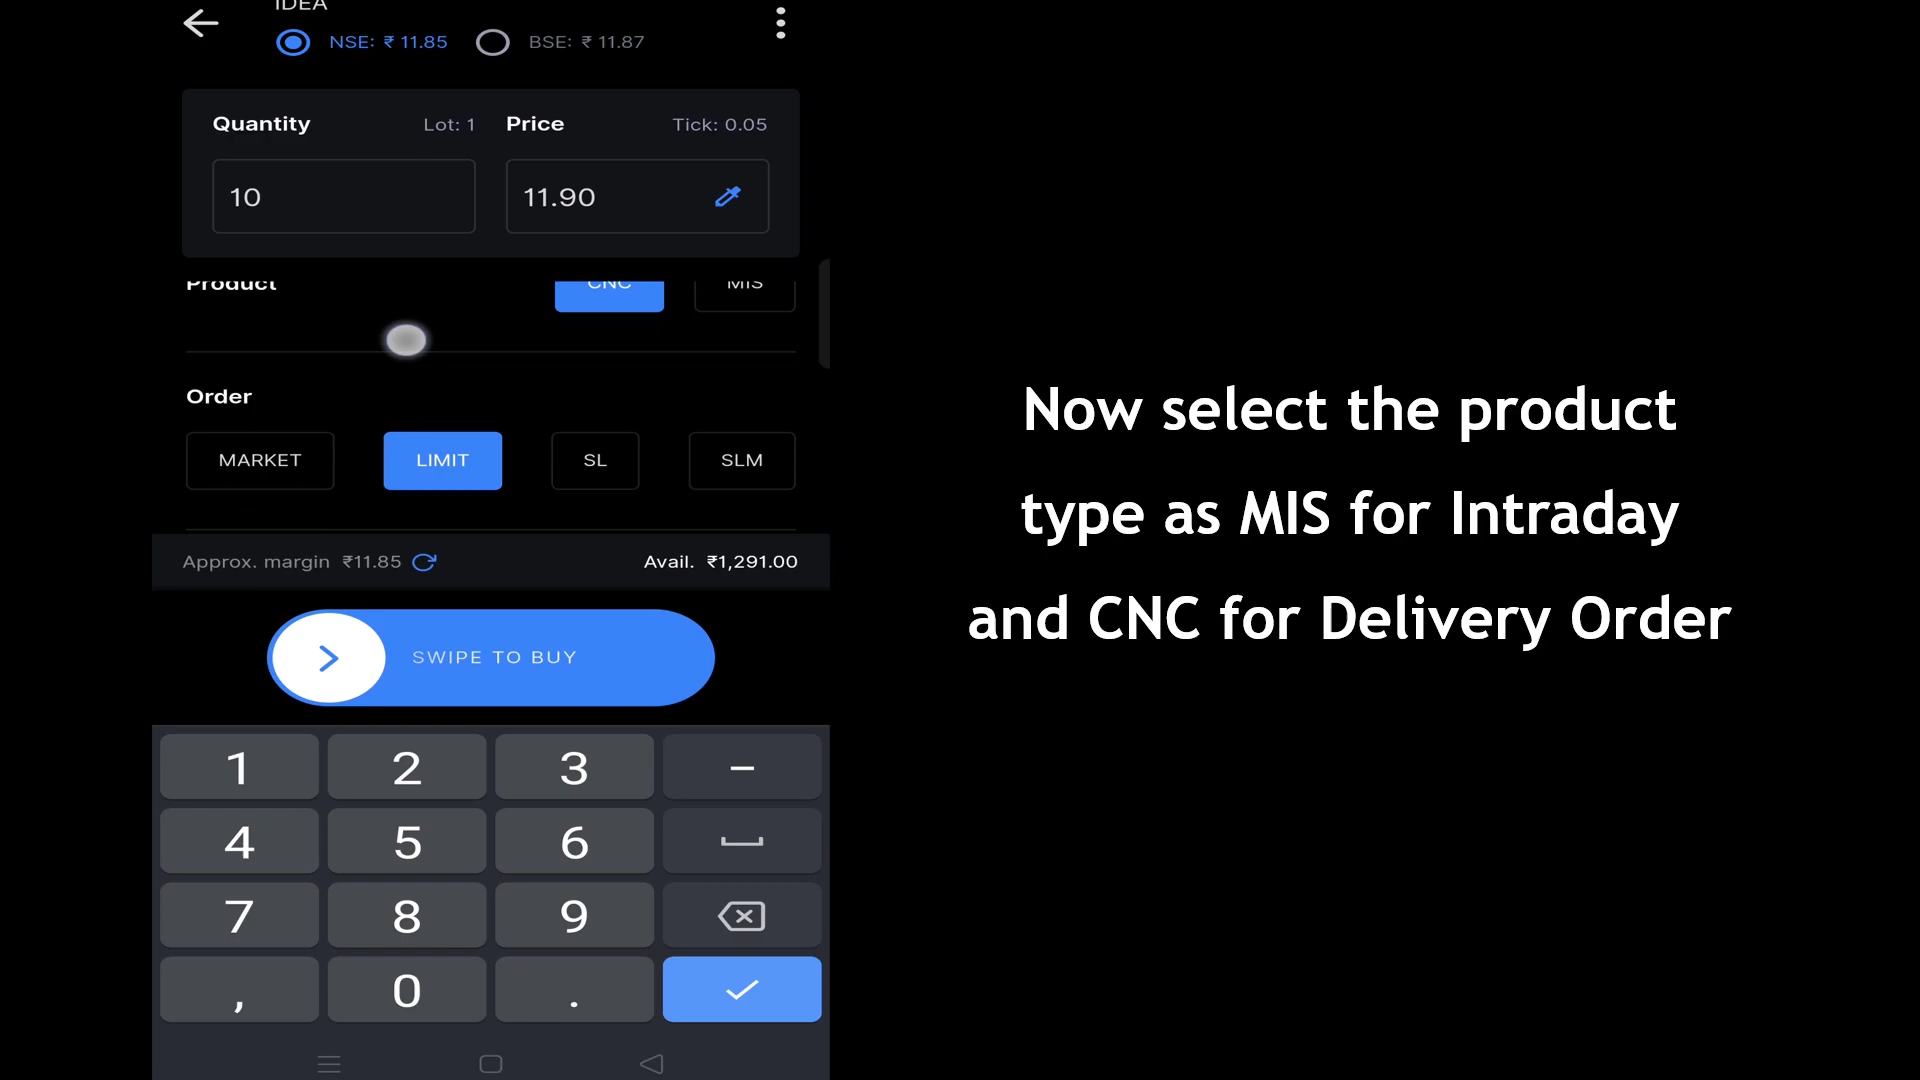 IDEA
NSE: ₹ 11.85 BSE: ₹ 11.87
Quantity Lot: 1 Price Tick: 0.05
10 11.90
Product CNC MIS
Order
MARKET LIMIT SL SLM
Approx. margin ₹11.85 Avail. ₹1,291.00
SWIPE TO BUY
1 2 3 –
4 5 6
7 8 9
, 0 .
Now select the product
type as MIS for Intraday
and CNC for Delivery Order